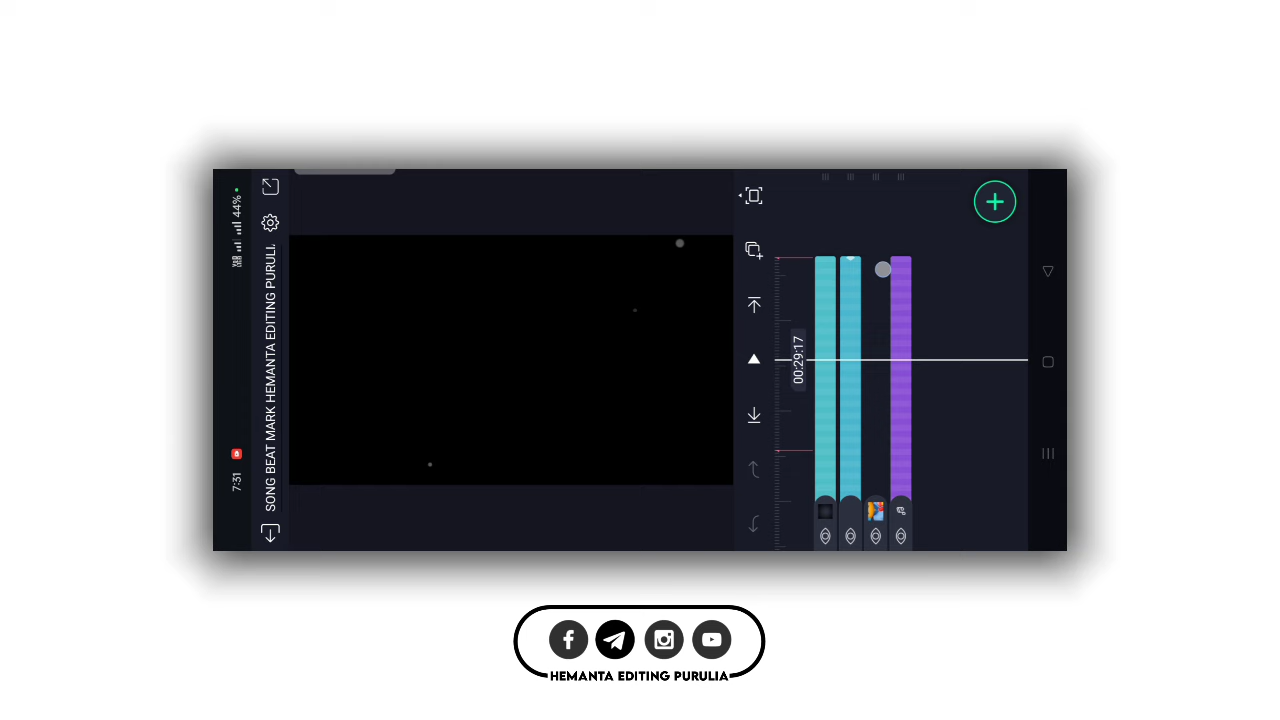 7:31
44%
SONG BEAT MARK HEMANTA EDITING PURULI.
00:29:17
HEMANTA EDITING PURULIA